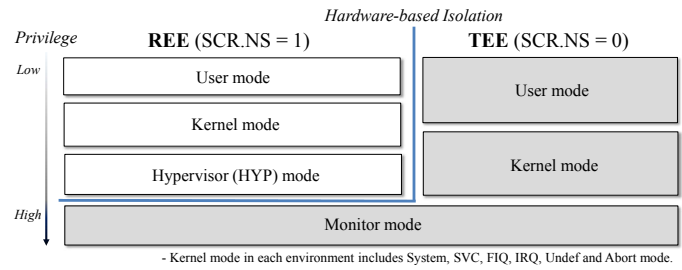 Hardware-based Isolation
Privilege
REE (SCR.NS = 1)
TEE (SCR.NS = 0)
Low
User mode
User mode
Kernel mode
Kernel mode
Hypervisor (HYP) mode
High
Monitor mode
- Kernel mode in each environment includes System, SVC, FIQ, IRQ, Undef and Abort mode.